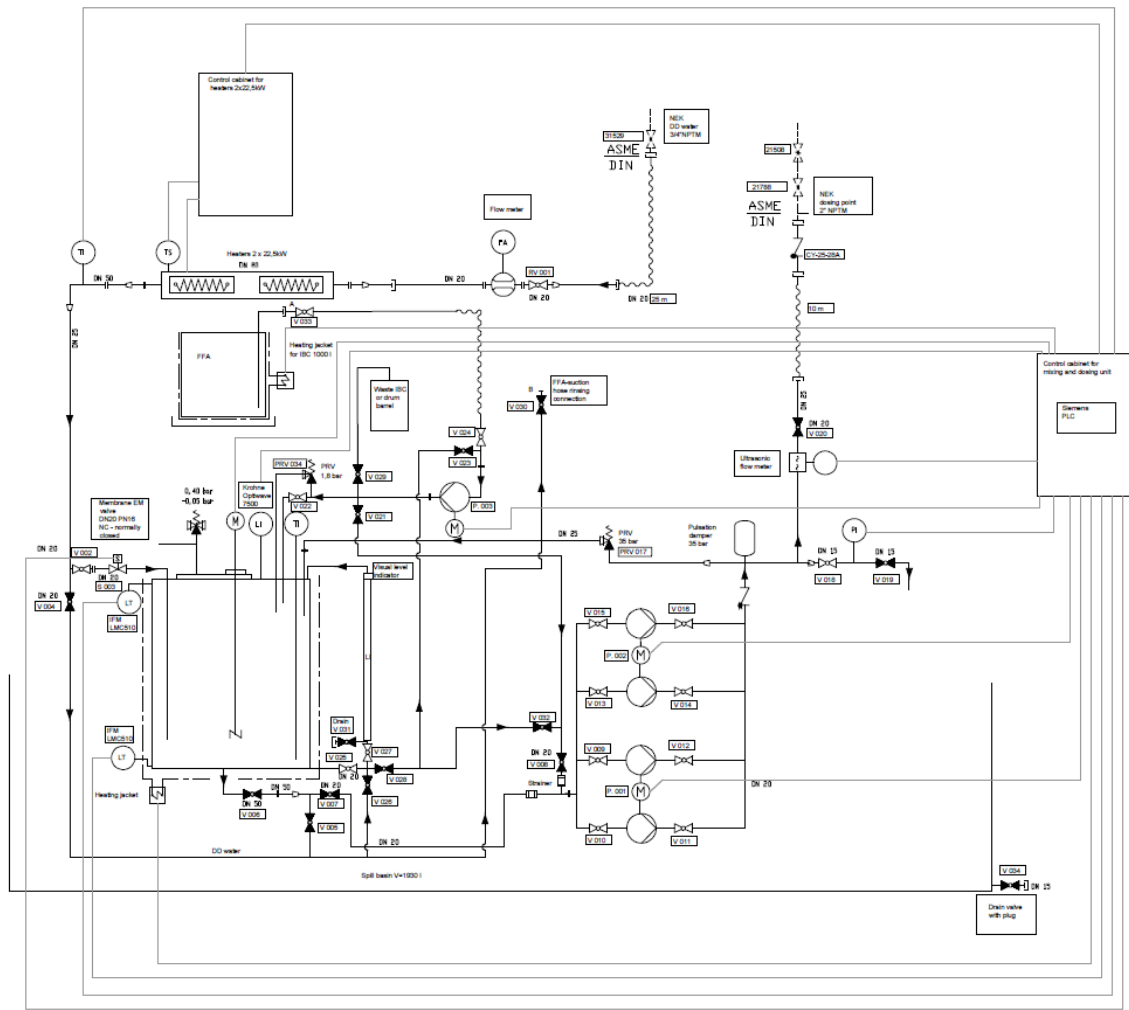 Control cabinet for
heaters 2x22,5kW
NEK
DD water
3/4"NPTM
31529
ASME
DIN
21508
21788
NEK
dosing point
2" NPTM
ASME
DIN
Flow meter
CY-25-28A
TI
TS
FA
Heaters 2 x 22,5kW
DN 80
DN 50
DN 20
RV 001
DN 20
DN 20
25 m
10 m
A
V 033
DN 25
FFA
Heating jacket
for IBC 1000 l
Waste IBC
or drum
barrel
B
V 030
FFA-suction
hose rinsing
connection
Control cabinet for
mixing and dosing unit
Siemens
PLC
DN 25
DN 20
V 020
V 024
V 023
Ultrasonic
flow meter
PRV 034
PRV
1,8 bar
V 029
Krohne
Optiwave
7500
V 022
V 021
P. 003
M
0,40 bar
-0,05 bar
Membrane EM
valve
DN20 PN16
NC - normally
closed
M
LI
TI
DN 25
PRV
35 bar
PRV 017
Pulsation
damper
35 bar
PI
DN 15
V 018
DN 15
V 019
DN 20
V 002
S
DN 20
S 003
Visual level
indicator
DN 20
V 004
LT
IFM
LMC510
V 015
V 016
P. 002
M
LI
V 013
V 014
Drain
V 031
V 032
IFM
LMC510
LT
V 027
V 025
DN 20
V 028
DN 20
V 008
V 009
V 012
Strainer
P. 001
M
DN 20
Heating jacket
DN 50
V 006
DN 50
DN 20
V 007
V 026
V 005
DN 20
V 010
V 011
DD water
Spill basin V=1930 l
V 034
DN 15
Drain valve
with plug